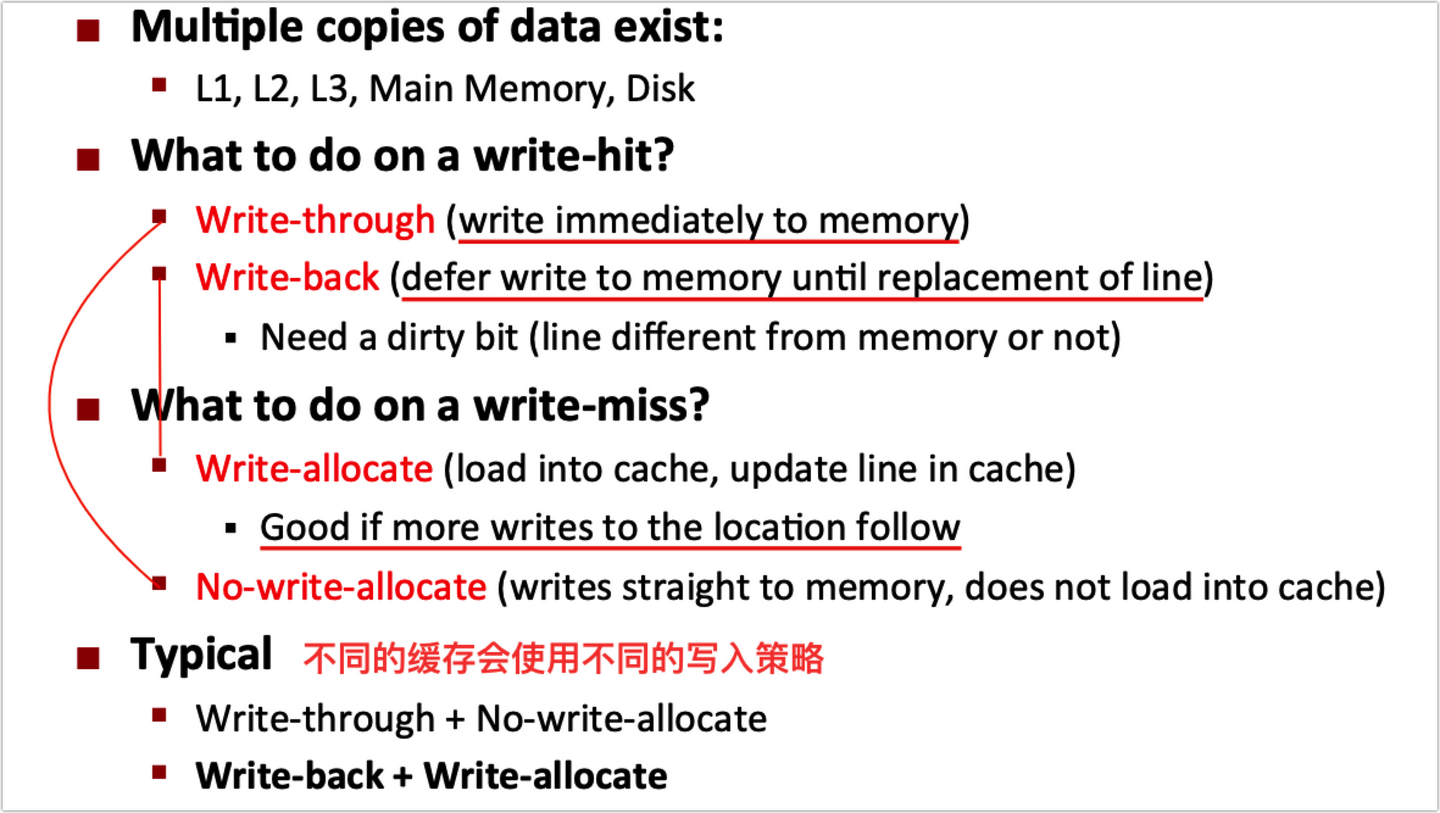 Multiple copies of data exist:
L1, L2, L3, Main Memory, Disk
What to do on a write-hit?
Write-through (write immediately to memory)
Write-back (defer write to memory until replacement of line)
Need a dirty bit (line different from memory or not)
What to do on a write-miss?
Write-allocate (load into cache, update line in cache)
Good if more writes to the location follow
No-write-allocate (writes straight to memory, does not load into cache)
Typical 不同的缓存会使用不同的写入策略
Write-through + No-write-allocate
Write-back + Write-allocate